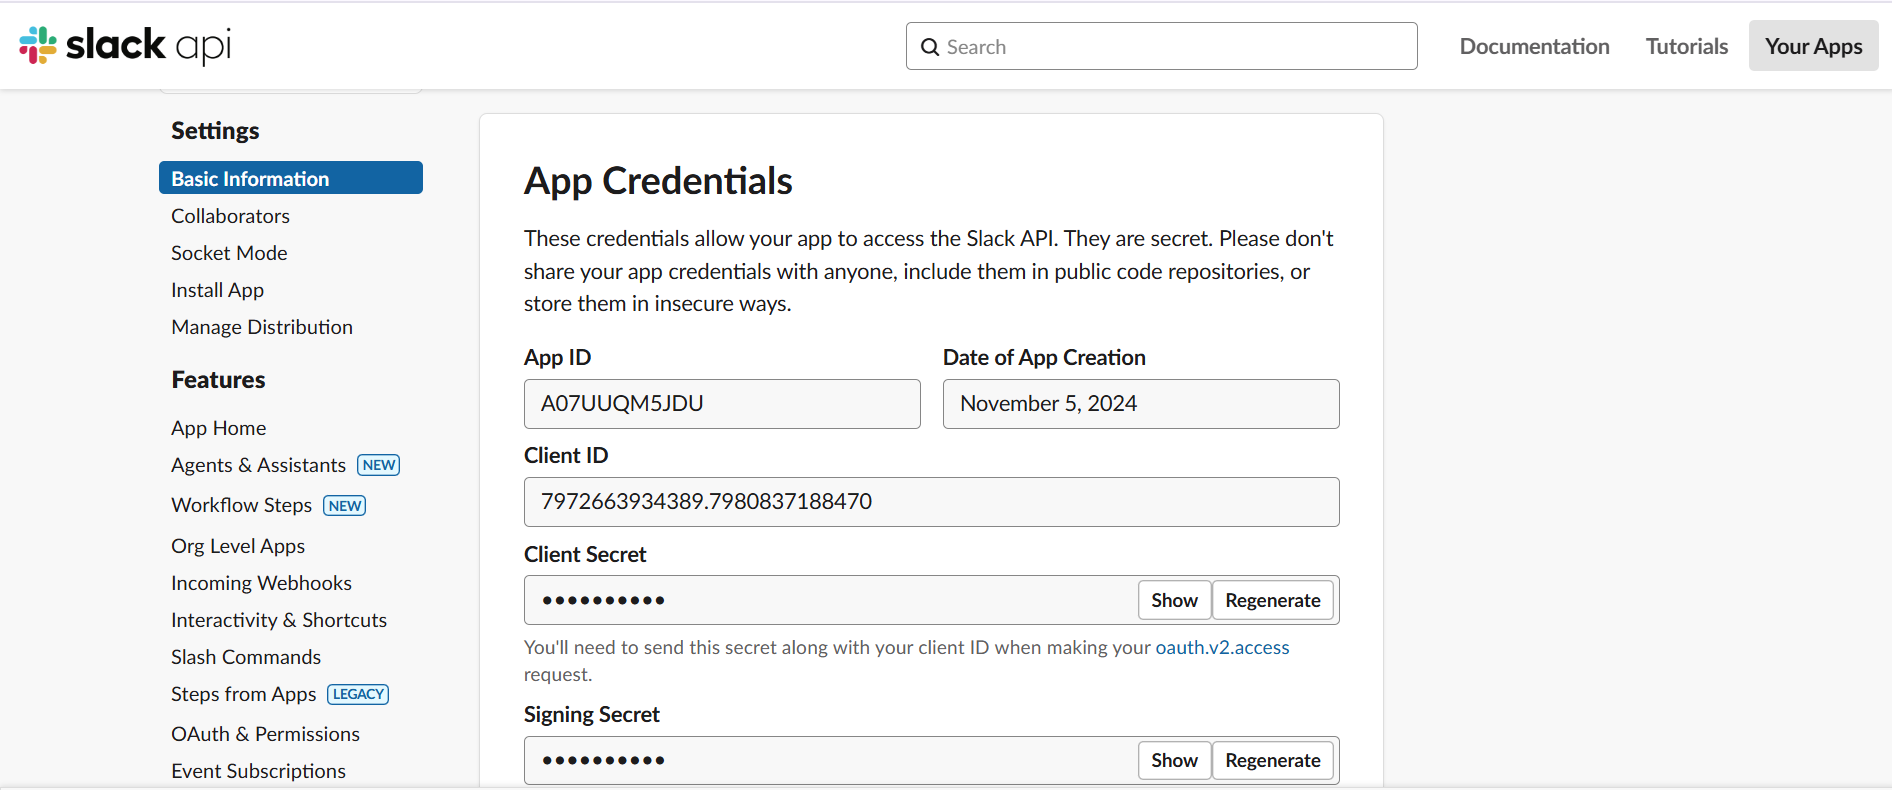 slack api
Search
Documentation
Tutorials
Your Apps
Settings
Basic Information
Collaborators
Socket Mode
Install App
Manage Distribution
Features
App Home
Agents & Assistants NEW
Workflow Steps NEW
Org Level Apps
Incoming Webhooks
Interactivity & Shortcuts
Slash Commands
Steps from Apps LEGACY
OAuth & Permissions
Event Subscriptions
App Credentials
These credentials allow your app to access the Slack API. They are secret. Please don't
share your app credentials with anyone, include them in public code repositories, or
store them in insecure ways.
App ID
A07UUQM5JDU
Date of App Creation
November 5, 2024
Client ID
7972663934389.7980837188470
Client Secret
••••••••••
Show
Regenerate
You'll need to send this secret along with your client ID when making your oauth.v2.access
request.
Signing Secret
••••••••••
Show
Regenerate